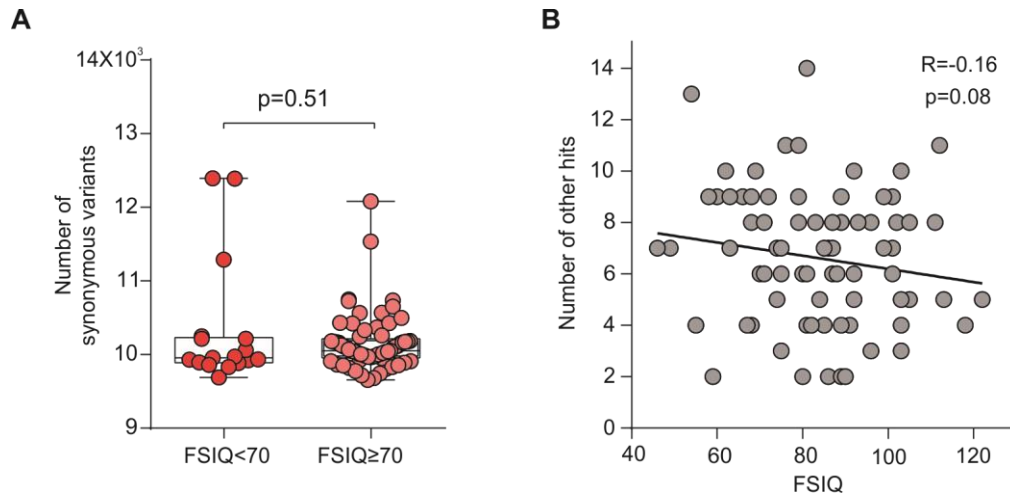 A
Number of
synonymous variants
14X10³
13
12
11
10
9
p=0.51
FSIQ<70
FSIQ≥70
B
Number of other hits
14
12
10
8
6
4
2
0
R=-0.16
p=0.08
40
60
80
100
120
FSIQ